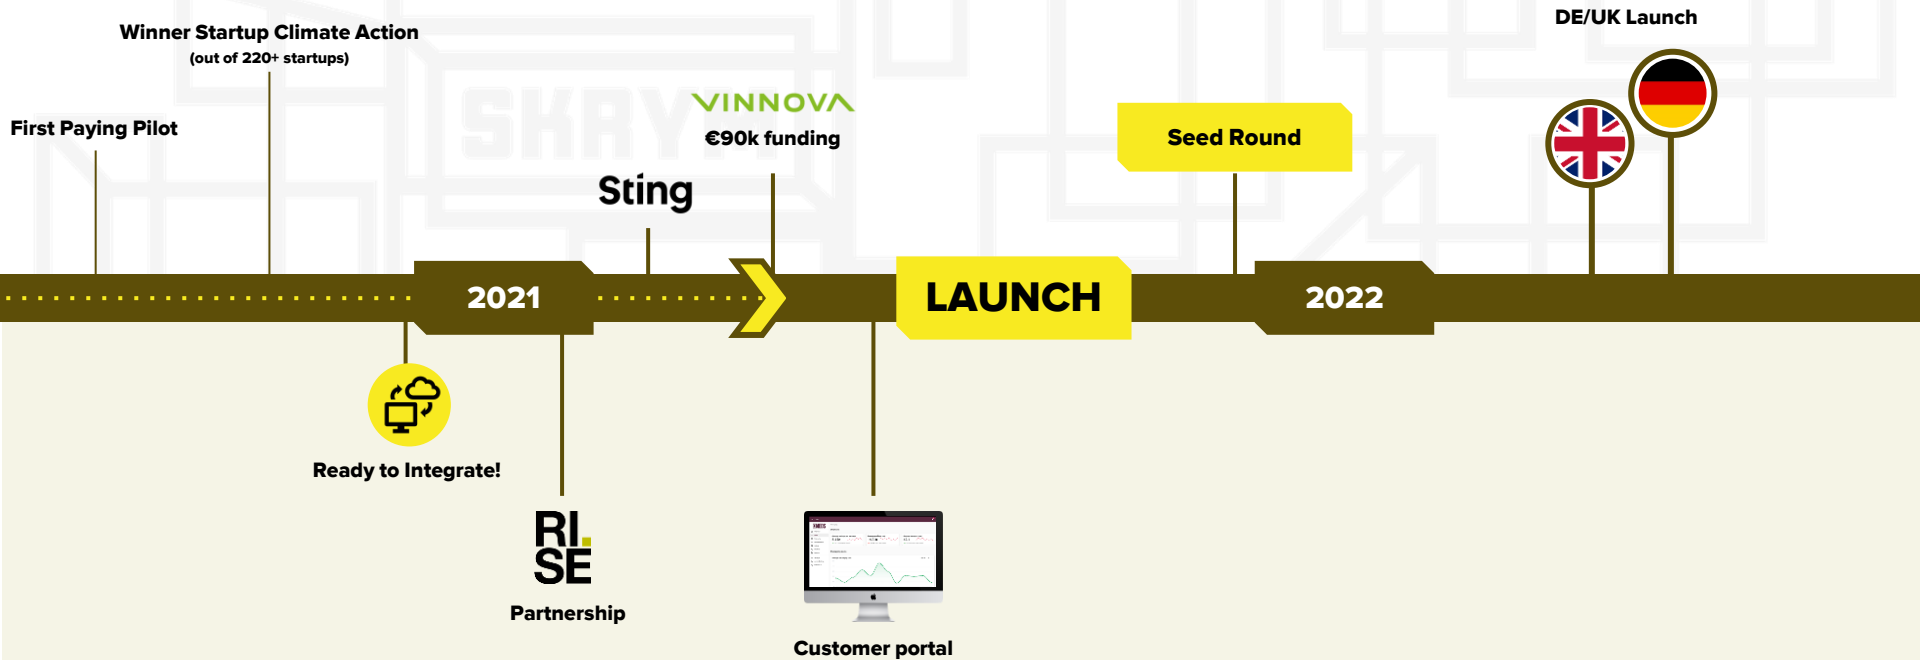 DE/UK Launch
Winner Startup Climate Action
(out of 220+ startups)
VINNOVA
First Paying Pilot
€90k funding
Seed Round
Sting
2021
LAUNCH
2022
Ready to Integrate!
RI.
SE
Partnership
Customer portal